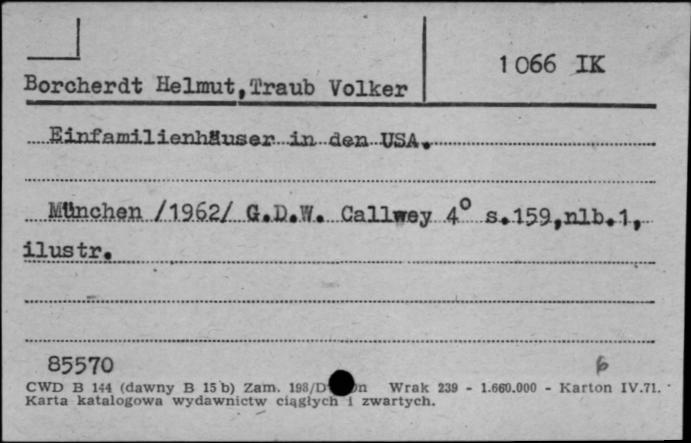 1066 IK
Borcherdt Helmut,Traub Volker
Einfamilienhäuser in den USA.
München /1962/ G.D.W. Callwey 4° s.159,nlb.1,
ilustr.
85570 6
CWD B 144 (dawny B 15 b) Zam. Wrak 239 - 1.660.000 - Karton IV.71.
Karta katalogowa wydawnictw ciągłych i zwartych.